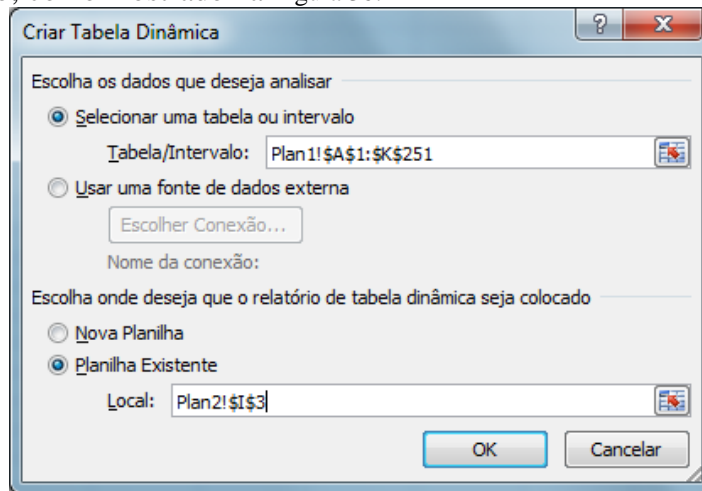 Criar Tabela Dinâmica
Escolha os dados que deseja analisar
Selecionar uma tabela ou intervalo
Tabela/Intervalo: Plan1!$A$1:$K$251
Usar uma fonte de dados externa
Escolher Conexão...
Nome da conexão:
Escolha onde deseja que o relatório de tabela dinâmica seja colocado
Nova Planilha
Planilha Existente
Local: Plan2!$I$3
OK Cancelar